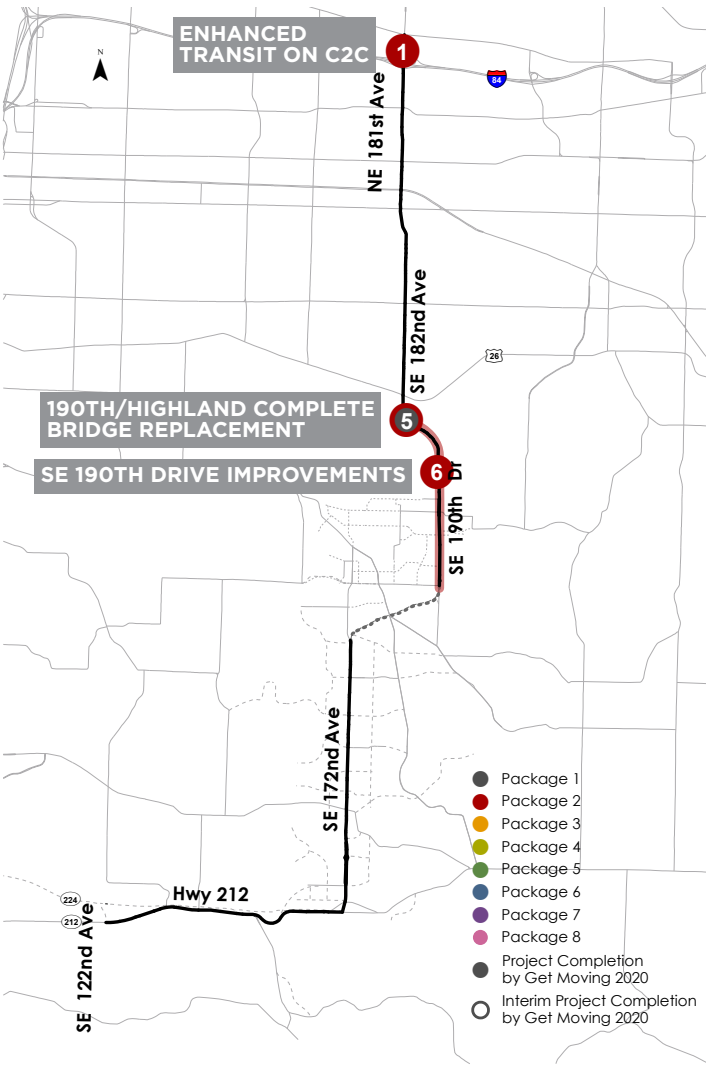 ENHANCED
TRANSIT ON C2C
1
N
84
NE 181st Ave
SE 182nd Ave
26
190TH/HIGHLAND COMPLETE
BRIDGE REPLACEMENT
5
SE 190TH DRIVE IMPROVEMENTS
6
SE 190th Dr
SE 172nd Ave
Hwy 212
224
212
SE 122nd Ave
Package 1
Package 2
Package 3
Package 4
Package 5
Package 6
Package 7
Package 8
Project Completion
by Get Moving 2020
Interim Project Completion
by Get Moving 2020